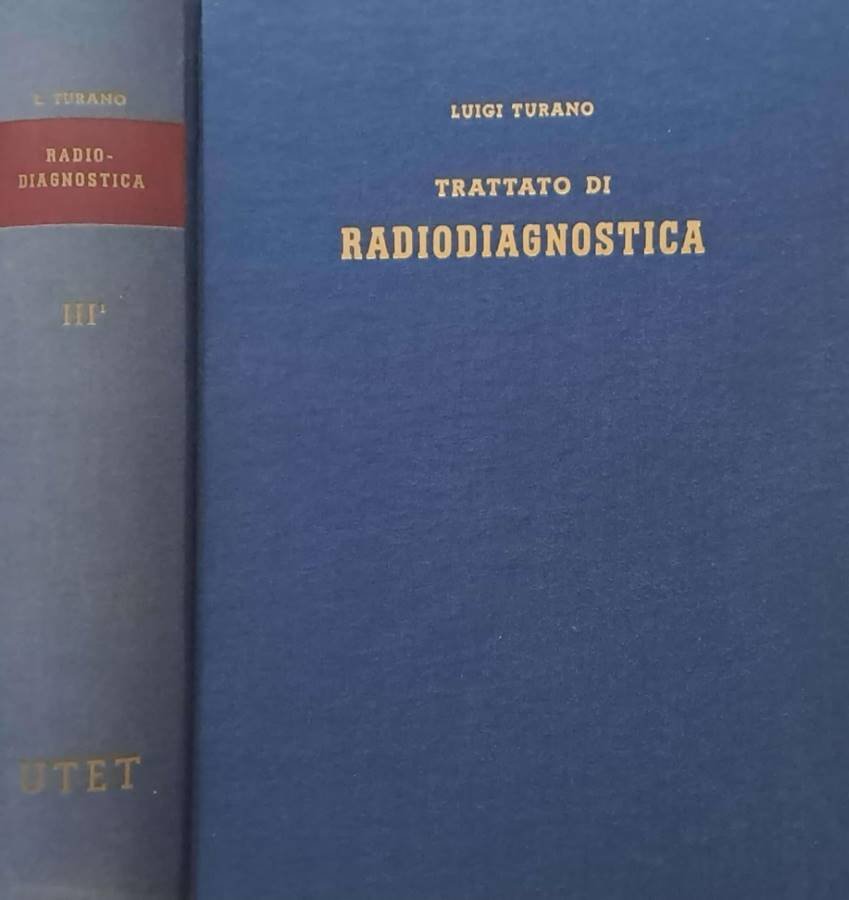 L. TURANO
RADIO-
DIAGNOSTICA
III¹
UTET
LUIGI TURANO
TRATTATO DI
RADIODIAGNOSTICA